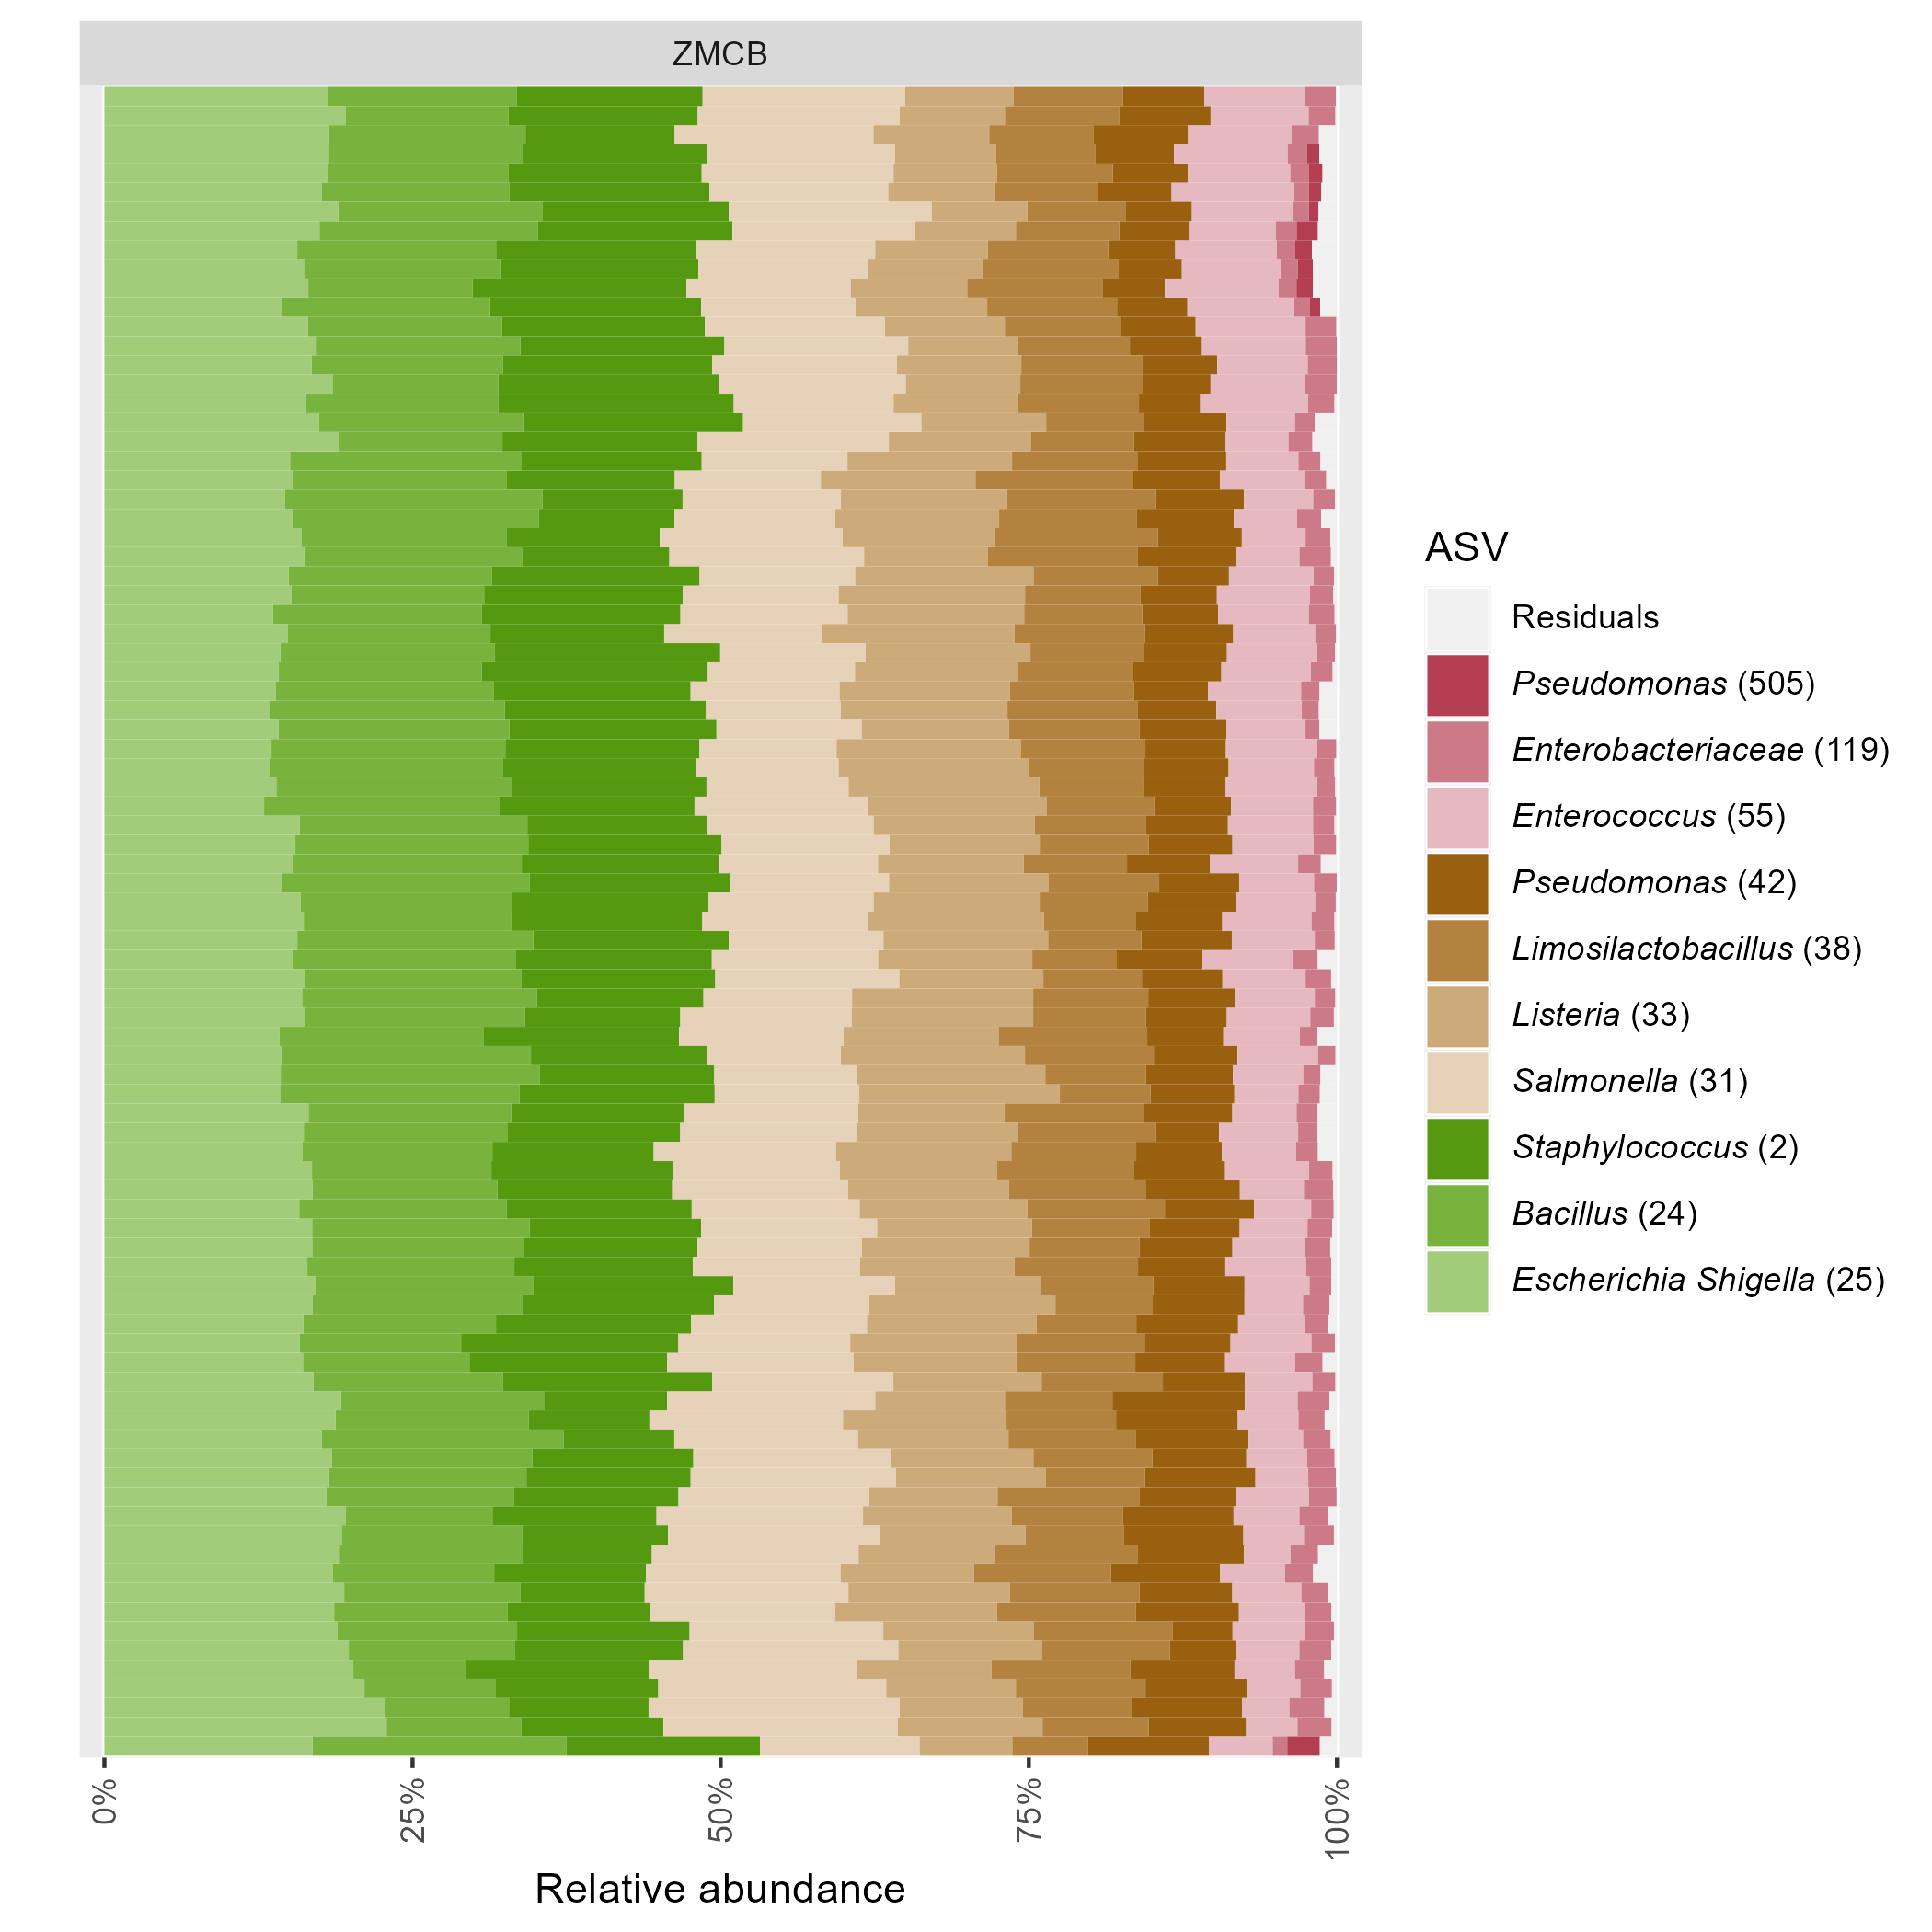 ZMCB
ASV
Residuals
Pseudomonas (505)
Enterobacteriaceae (119)
Enterococcus (55)
Pseudomonas (42)
Limosilactobacillus (38)
Listeria (33)
Salmonella (31)
Staphylococcus (2)
Bacillus (24)
Escherichia Shigella (25)
0%
25%
50%
75%
100%
Relative abundance